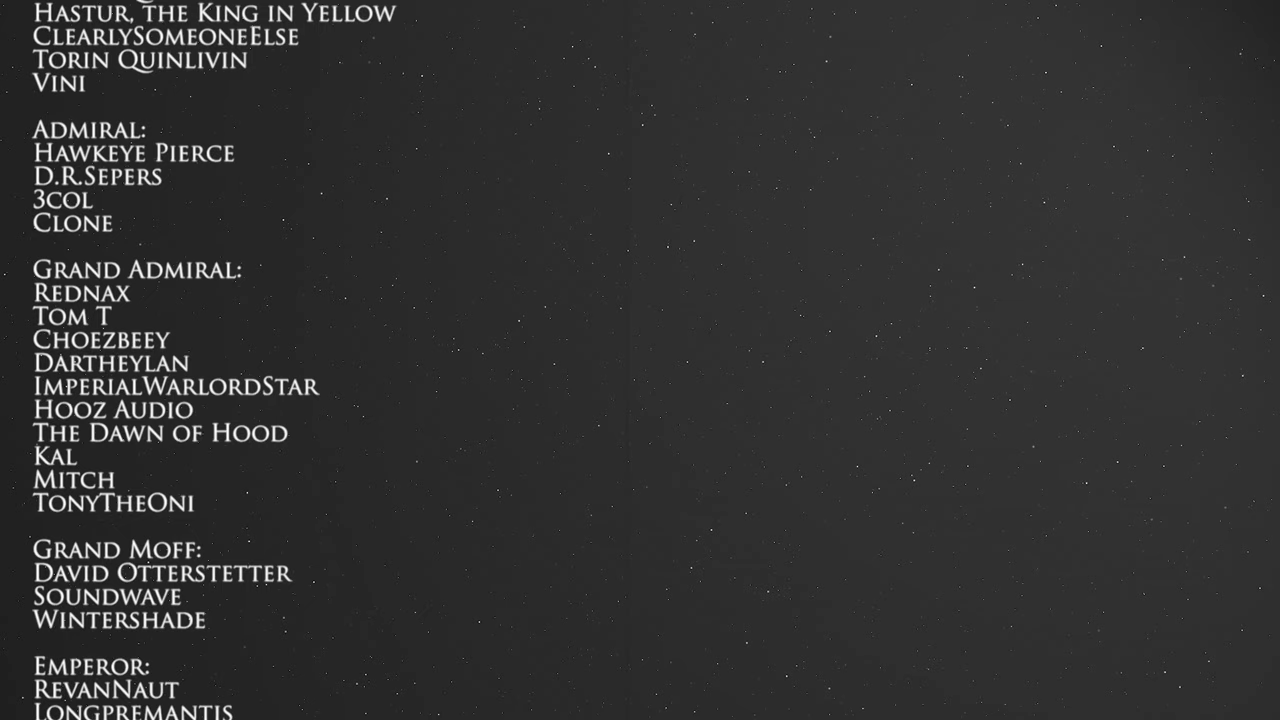 Hastur, the King in Yellow
ClearlySomeoneElse
Torin Quinlivin
Vini
Admiral:
Hawkeye Pierce
D.R.Sepers
3col
Clone
Grand Admiral:
Rednax
Tom T
Choezbeey
Dartheylan
ImperialWarlordStar
Hooz Audio
The Dawn of Hood
Kal
Mitch
TonyTheOni
Grand Moff:
David Otterstetter
Soundwave
Wintershade
Emperor:
RevanNaut
Longpremantis